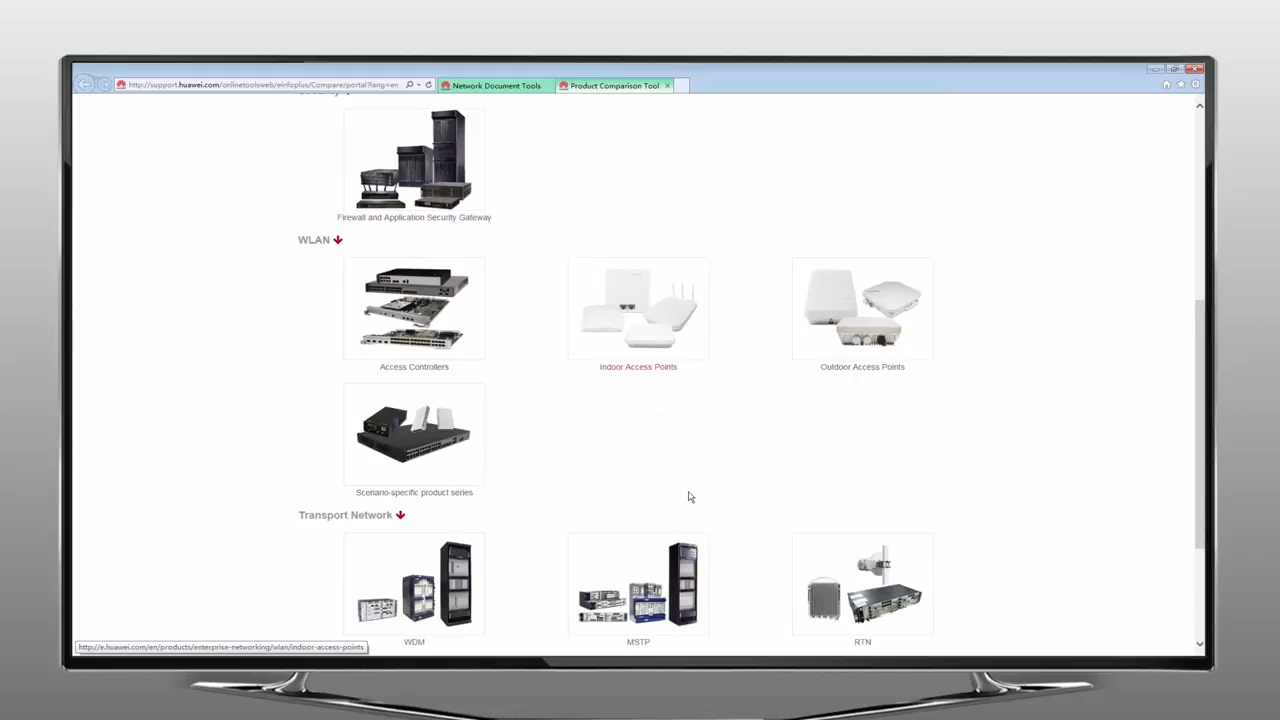 http://support.huawei.com/onlinetoolsweb/einfoplus/Compare/portal?lang=en
Network Document Tools
Product Comparison Tool
Firewall and Application Security Gateway
WLAN
Access Controllers
Indoor Access Points
Outdoor Access Points
Scenario-specific product series
Transport Network
WDM
MSTP
RTN
http://e.huawei.com/en/products/enterprise-networking/wlan/indoor-access-points